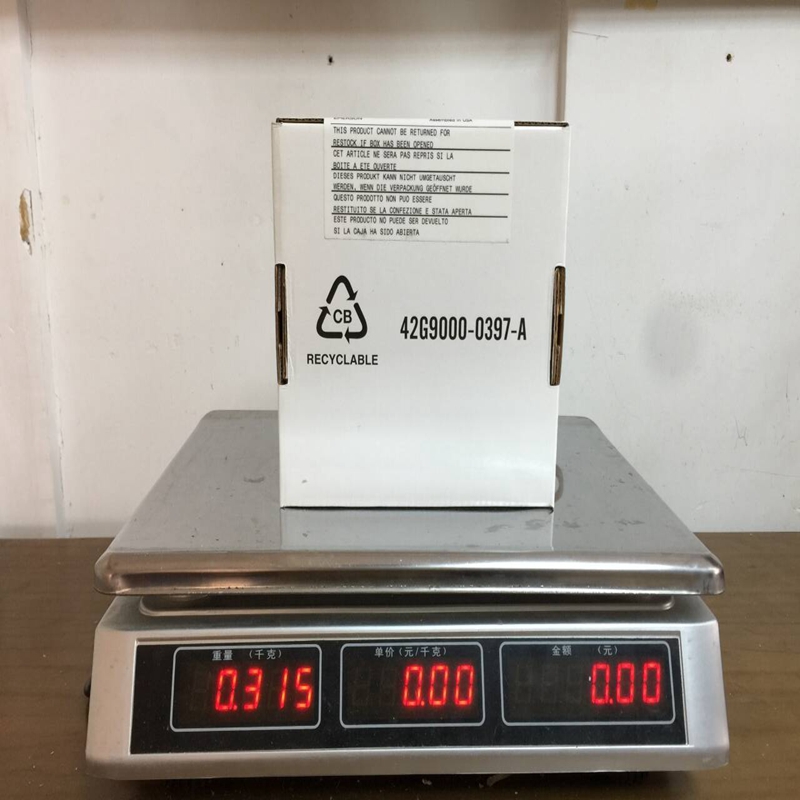 THIS PRODUCT CANNOT BE RETURNED FOR
RESTOCK IF BOX HAS BEEN OPENED
CET ARTICLE NE SERA PAS REPRIS SI LA
BOITE A ETE OUVERTE
DIESES PRODUKT KANN NICHT UMGETAUSCHT
WERDEN, WENN DIE VERPACKUNG GEÖFFNET WURDE
QUESTO PRODOTTO NON PUO ESSERE
RESTITUITO SE LA CONFEZIONE E STATA APERTA
ESTE PRODUCTO NO PUEDE SER DEVUELTO
SI LA CAJA HA SIDO ABIERTA
CB
RECYCLABLE
42G9000-0397-A
重量（千克）
0.315
单价（元/千克）
0.00
金额（元）
0.00